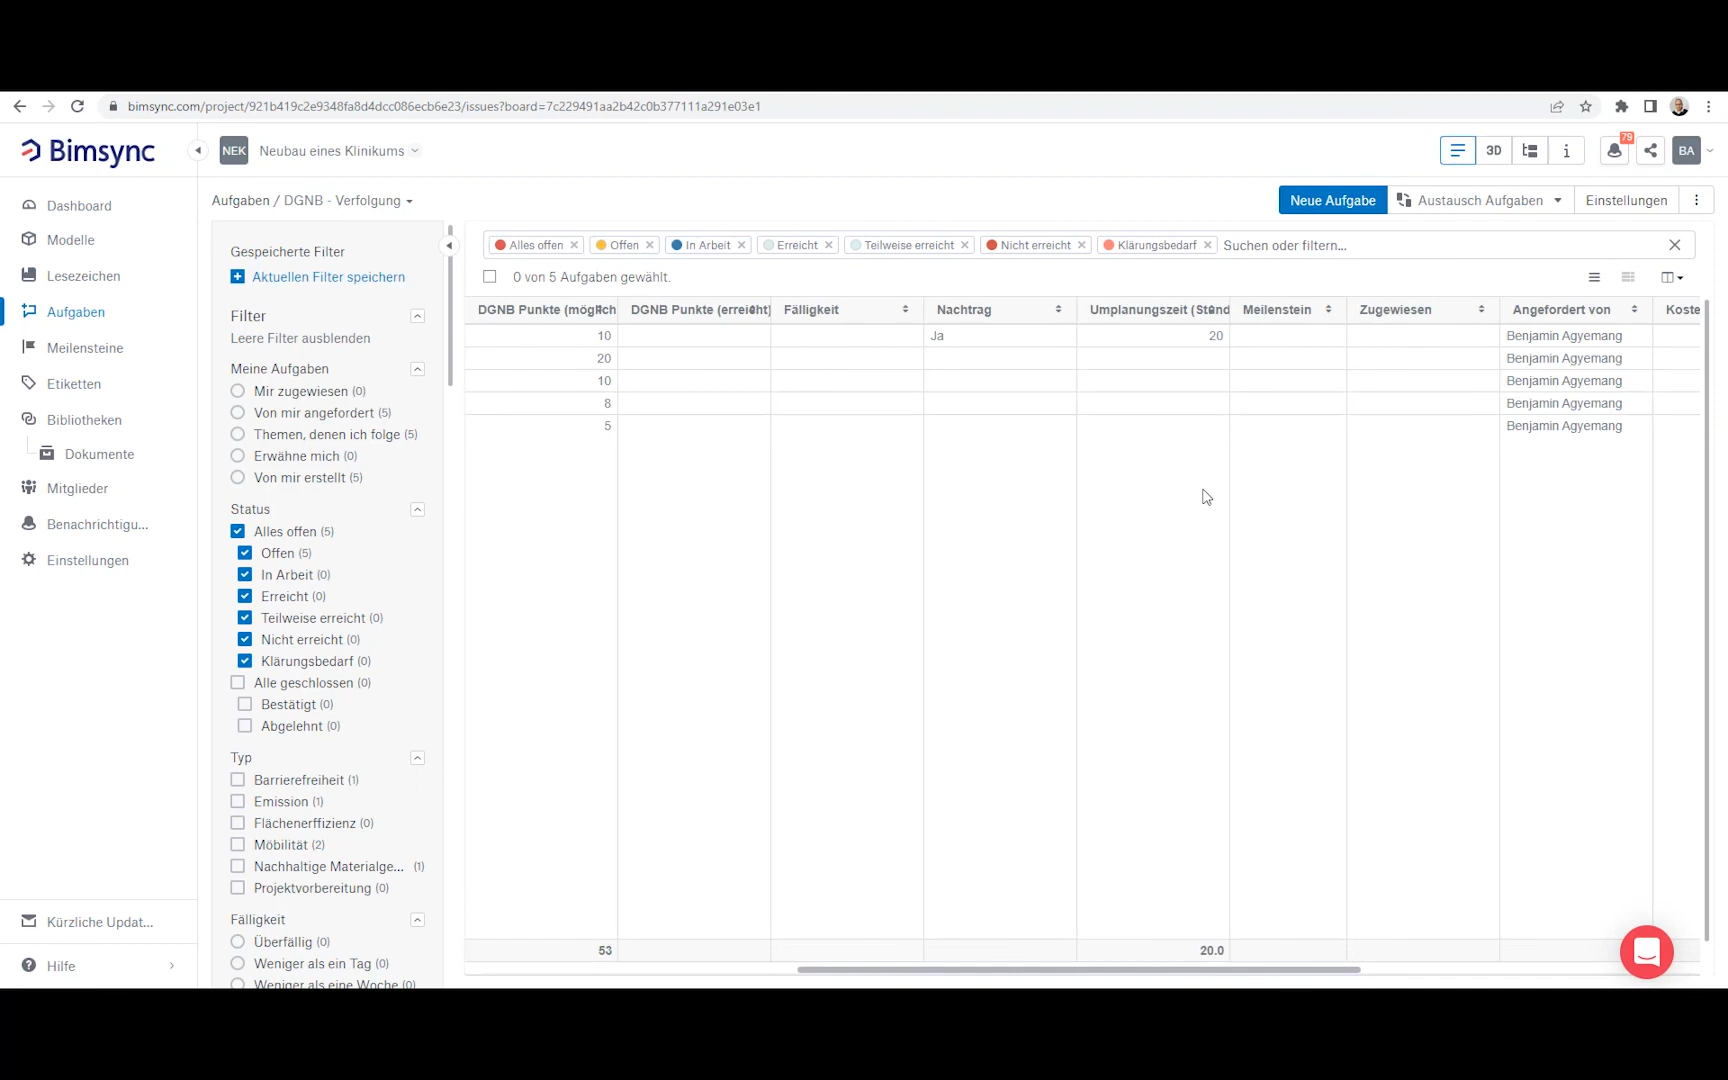 bimsync.com/project/921b419c2e9348fa8d4dcc086ecb6e23/issues?board=7c229491aa2b42c0b377111a291e03e1
Bimsync
NEK Neubau eines Klinikums
3D i 79 BA
Dashboard
Modelle
Lesezeichen
Aufgaben
Meilensteine
Etiketten
Bibliotheken
Dokumente
Mitglieder
Benachrichtigu...
Einstellungen
Kürzliche Updat...
Hilfe
Aufgaben / DGNB - Verfolgung
Neue Aufgabe Austausch Aufgaben Einstellungen
Gespeicherte Filter
Aktuellen Filter speichern
Filter
Leere Filter ausblenden
Meine Aufgaben
Mir zugewiesen (0)
Von mir angefordert (5)
Themen, denen ich folge (5)
Erwähne mich (0)
Von mir erstellt (5)
Status
Alles offen (5)
Offen (5)
In Arbeit (0)
Erreicht (0)
Teilweise erreicht (0)
Nicht erreicht (0)
Klärungsbedarf (0)
Alle geschlossen (0)
Bestätigt (0)
Abgelehnt (0)
Typ
Barrierefreiheit (1)
Emission (1)
Flächenerffizienz (0)
Möbilität (2)
Nachhaltige Materialge... (1)
Projektvorbereitung (0)
Fälligkeit
Überfällig (0)
Weniger als ein Tag (0)
Weniger als eine Woche (0)
Alles offen Offen In Arbeit Erreicht Teilweise erreicht Nicht erreicht Klärungsbedarf Suchen oder filtern...
0 von 5 Aufgaben gewählt.
DGNB Punkte (möglich DGNB Punkte (erreicht) Fälligkeit Nachtrag Umplanungszeit (Stund Meilenstein Zugewiesen Angefordert von Koste
10 Ja 20 Benjamin Agyemang
20 Benjamin Agyemang
10 Benjamin Agyemang
8 Benjamin Agyemang
5 Benjamin Agyemang
53 20.0